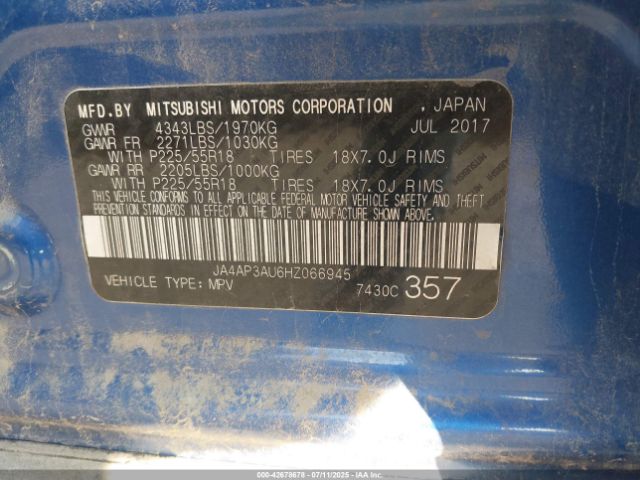 MFD.BY MITSUBISHI MOTORS CORPORATION . JAPAN
GVWR 4343LBS/1970KG JUL 2017
GAWR FR 2271LBS/1030KG
WITH P225/55R18 TIRES 18X7.0J RIMS
GAWR RR 2205LBS/1000KG
WITH P225/55R18 TIRES 18X7.0J RIMS
THIS VEHICLE CONFORMS TO ALL APPLICABLE FEDERAL MOTOR VEHICLE SAFETY AND THEFT
PREVENTION STANDARDS IN EFFECT ON THE DATE OF MANUFACTURE SHOWN ABOVE.
JA4AP3AU6HZ066945
VEHICLE TYPE: MPV 7430C 357
© 42678678 - 07/11/2025 - IAAI.COM